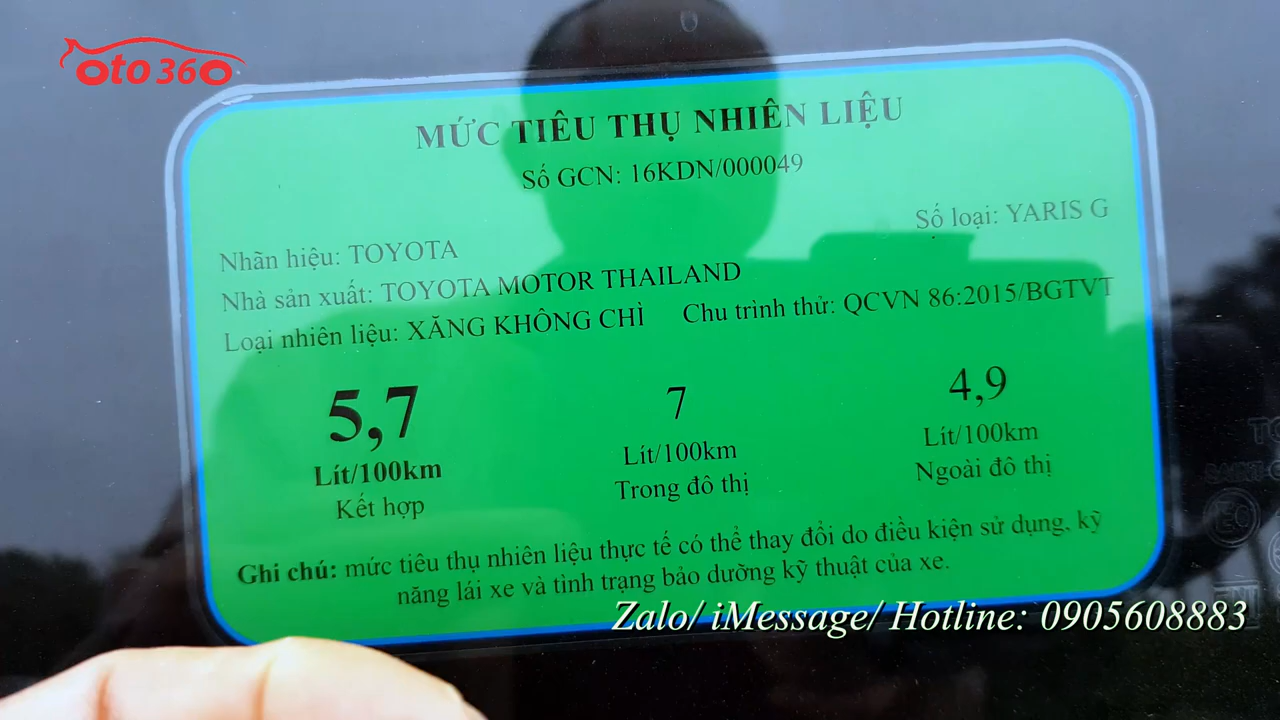 oto360
MỨC TIÊU THỤ NHIÊN LIỆU
Số GCN: 16KDN/000049
Nhãn hiệu: TOYOTA Số loại: YARIS G
Nhà sản xuất: TOYOTA MOTOR THAILAND
Loại nhiên liệu: XĂNG KHÔNG CHÌ Chu trình thử: QCVN 86:2015/BGTVT
5,7 7 4,9
Lít/100km Lít/100km Lít/100km
Kết hợp Trong đô thị Ngoài đô thị
Ghi chú: mức tiêu thụ nhiên liệu thực tế có thể thay đổi do điều kiện sử dụng, kỹ
năng lái xe và tình trạng bảo dưỡng kỹ thuật của xe.
Zalo/ iMessage/ Hotline: 0905608883